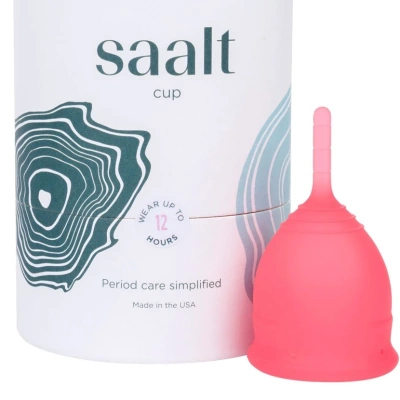 saalt
cup
WEAR UP TO
12
HOURS
Period care simplified
Made in the USA